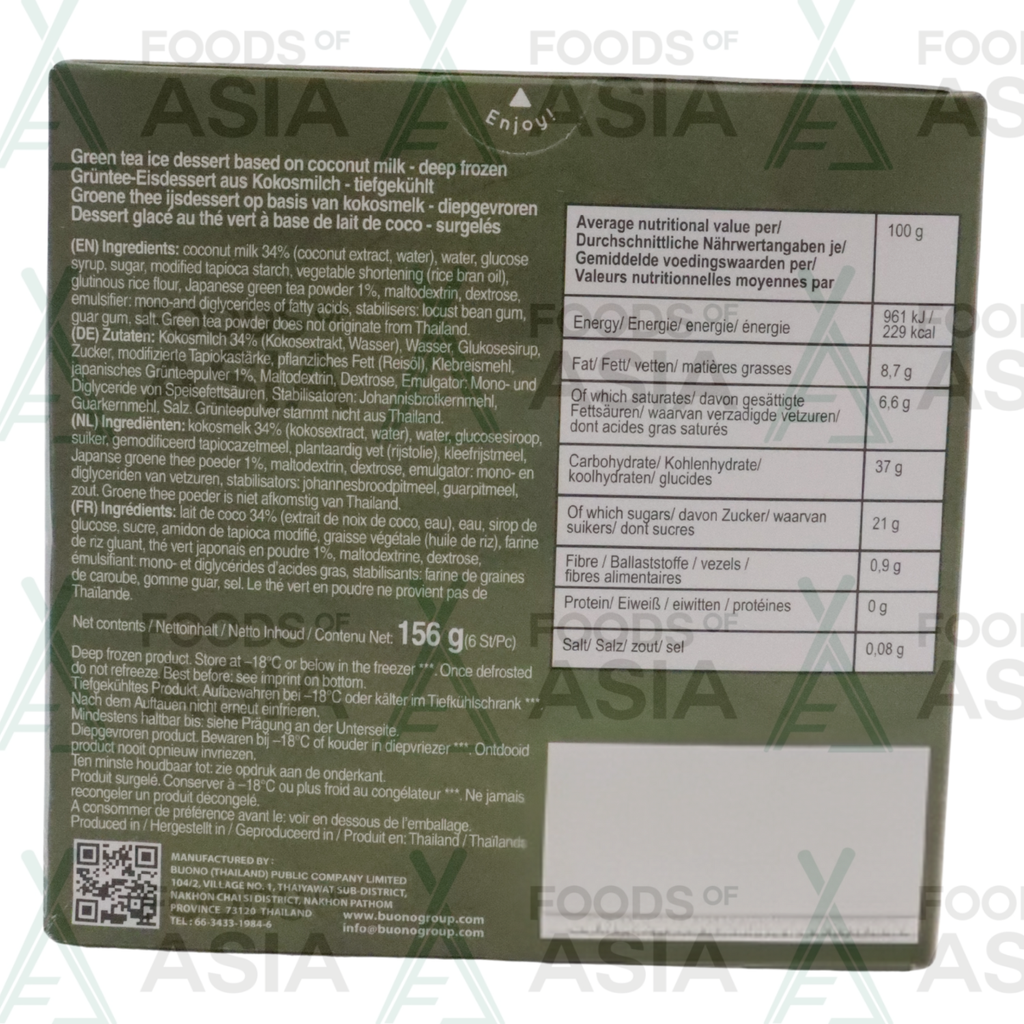 Enjoy!
Green tea ice dessert based on coconut milk - deep frozen
Grüntee-Eisdessert aus Kokosmilch - tiefgekühlt
Groene thee ijsdessert op basis van kokosmelk - diepgevroren
Dessert glacé au thé vert à base de lait de coco - surgelés
(EN) Ingredients: coconut milk 34% (coconut extract, water), water, glucose
syrup, sugar, modified tapioca starch, vegetable shortening (rice bran oil),
glutinous rice flour, Japanese green tea powder 1%, maltodextrin, dextrose,
emulsifier: mono-and diglycerides of fatty acids, stabilisers: locust bean gum,
guar gum, salt. Green tea powder does not originate from Thailand.
(DE) Zutaten: Kokosmilch 34% (Kokosextrakt, Wasser), Wasser, Glukosesirup,
Zucker, modifizierte Tapiokastärke, pflanzliches Fett (Reisöl), Klebreismehl,
japanisches Grünteepulver 1%, Maltodextrin, Dextrose, Emulgator: Mono- und
Diglyceride von Speisefettsäuren, Stabilisatoren: Johannisbrotkernmehl,
Guarkernmehl, Salz. Grünteepulver stammt nicht aus Thailand.
(NL) Ingrediënten: kokosmelk 34% (kokosextract, water), water, glucosesiroop,
suiker, gemodificeerd tapiocazetmeel, plantaardig vet (rijstolie), kleefrijstmeel,
Japanse groene thee poeder 1%, maltodextrin, dextrose, emulgator: mono- en
diglyceriden van vetzuren, stabilisators: johannesbroodpitmeel, guarpitmeel,
zout. Groene thee poeder is niet afkomstig van Thailand.
(FR) Ingrédients: lait de coco 34% (extrait de noix de coco, eau), eau, sirop de
glucose, sucre, amidon de tapioca modifié, graisse végétale (huile de riz), farine
de riz gluant, thé vert japonais en poudre 1%, maltodextrine, dextrose,
émulsifiant: mono- et diglycérides d'acides gras, stabilisants: farine de graines
de caroube, gomme guar, sel. Le thé vert en poudre ne provient pas de
Thaïlande.
Net contents / Nettoinhalt / Netto Inhoud / Contenu Net: 156 g (6 St/Pc)
Deep frozen product. Store at –18°C or below in the freezer ***. Once defrosted
do not refreeze. Best before: see imprint on bottom.
Tiefgekühltes Produkt. Aufbewahren bei –18°C oder kälter im Tiefkühlschrank ***.
Nach dem Auftauen nicht erneut einfrieren.
Mindestens haltbar bis: siehe Prägung an der Unterseite.
Diepgevroren product. Bewaren bij –18°C of kouder in diepvriezer ***. Ontdooid
product nooit opnieuw invriezen.
Ten minste houdbaar tot: zie opdruk aan de onderkant.
Produit surgelé. Conserver à –18°C ou plus froid au congélateur ***. Ne jamais
recongeler un produit décongelé.
A consommer de préférence avant le: voir en dessous de l'emballage.
Produced in / Hergestellt in / Geproduceerd in / Produit en: Thailand / Thaïlande
MANUFACTURED BY :
BUONO (THAILAND) PUBLIC COMPANY LIMITED
104/2, VILLAGE NO. 1, THAIYAWAT SUB-DISTRICT,
NAKHON CHAI SI DISTRICT, NAKHON PATHOM
PROVINCE 73120 THAILAND www.buonogroup.com
TEL : 66-3433-1984-6 info@buonogroup.com
Average nutritional value per/ 100 g
Durchschnittliche Nährwertangaben je/
Gemiddelde voedingswaarden per/
Valeurs nutritionnelles moyennes par
Energy/ Energie/ energie/ énergie 961 kJ /
229 kcal
Fat/ Fett/ vetten/ matières grasses 8,7 g
Of which saturates/ davon gesättigte 6,6 g
Fettsäuren/ waarvan verzadigde vetzuren/
dont acides gras saturés
Carbohydrate/ Kohlenhydrate/ 37 g
koolhydraten/ glucides
Of which sugars/ davon Zucker/ waarvan 21 g
suikers/ dont sucres
Fibre / Ballaststoffe / vezels / 0,9 g
fibres alimentaires
Protein/ Eiweiß / eiwitten / protéines 0 g
Salt/ Salz/ zout/ sel 0,08 g
FOODS OF
ASIA